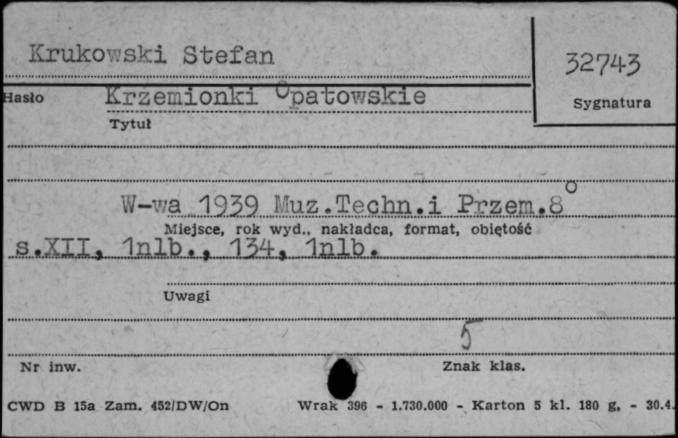 Krukowski Stefan
32743
Hasło
Krzemionki Opatowskie
Sygnatura
Tytuł
W-wa 1939 Muz.Techn.i Przem.8°
Miejsce, rok wyd., nakładca, format, obiętość
s.XII, 1nlb., 134, 1nlb.
Uwagi
5
Nr inw.
Znak klas.
CWD B 15a Zam. 452/DW/On Wrak 396 - 1.730.000 - Karton 5 kl. 180 g, - 30.4.